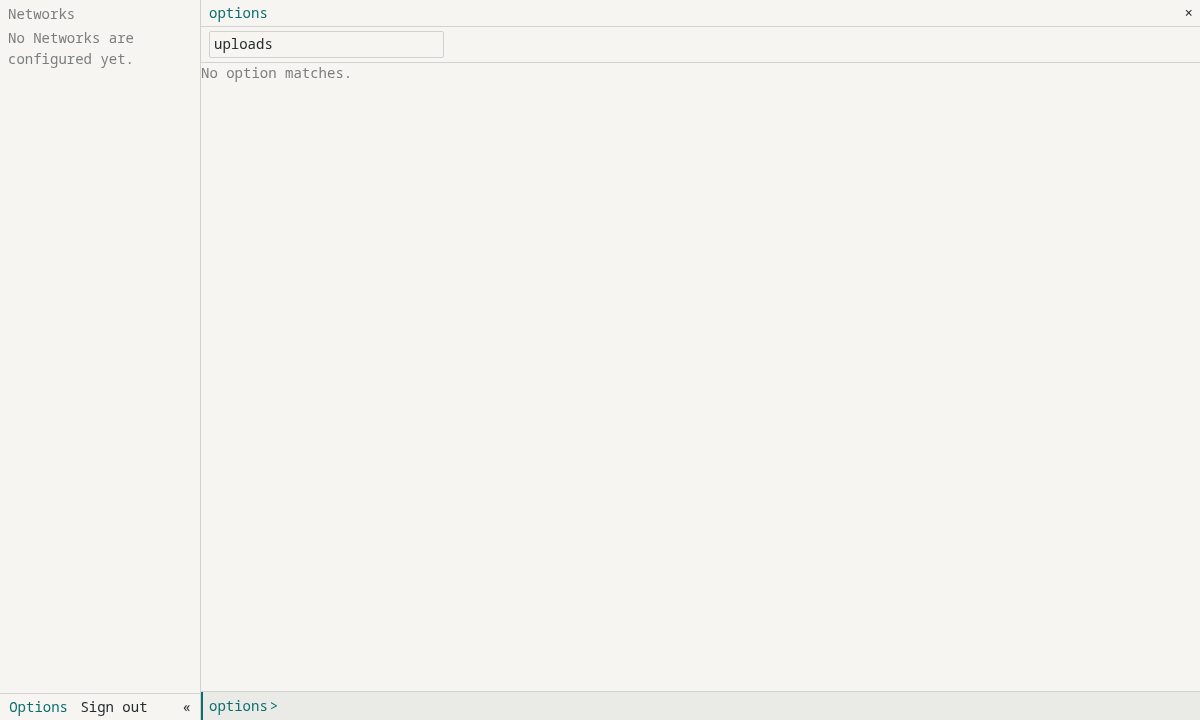 Networks
No Networks are
configured yet.
options
×
uploads
No option matches.
Options Sign out «
options>